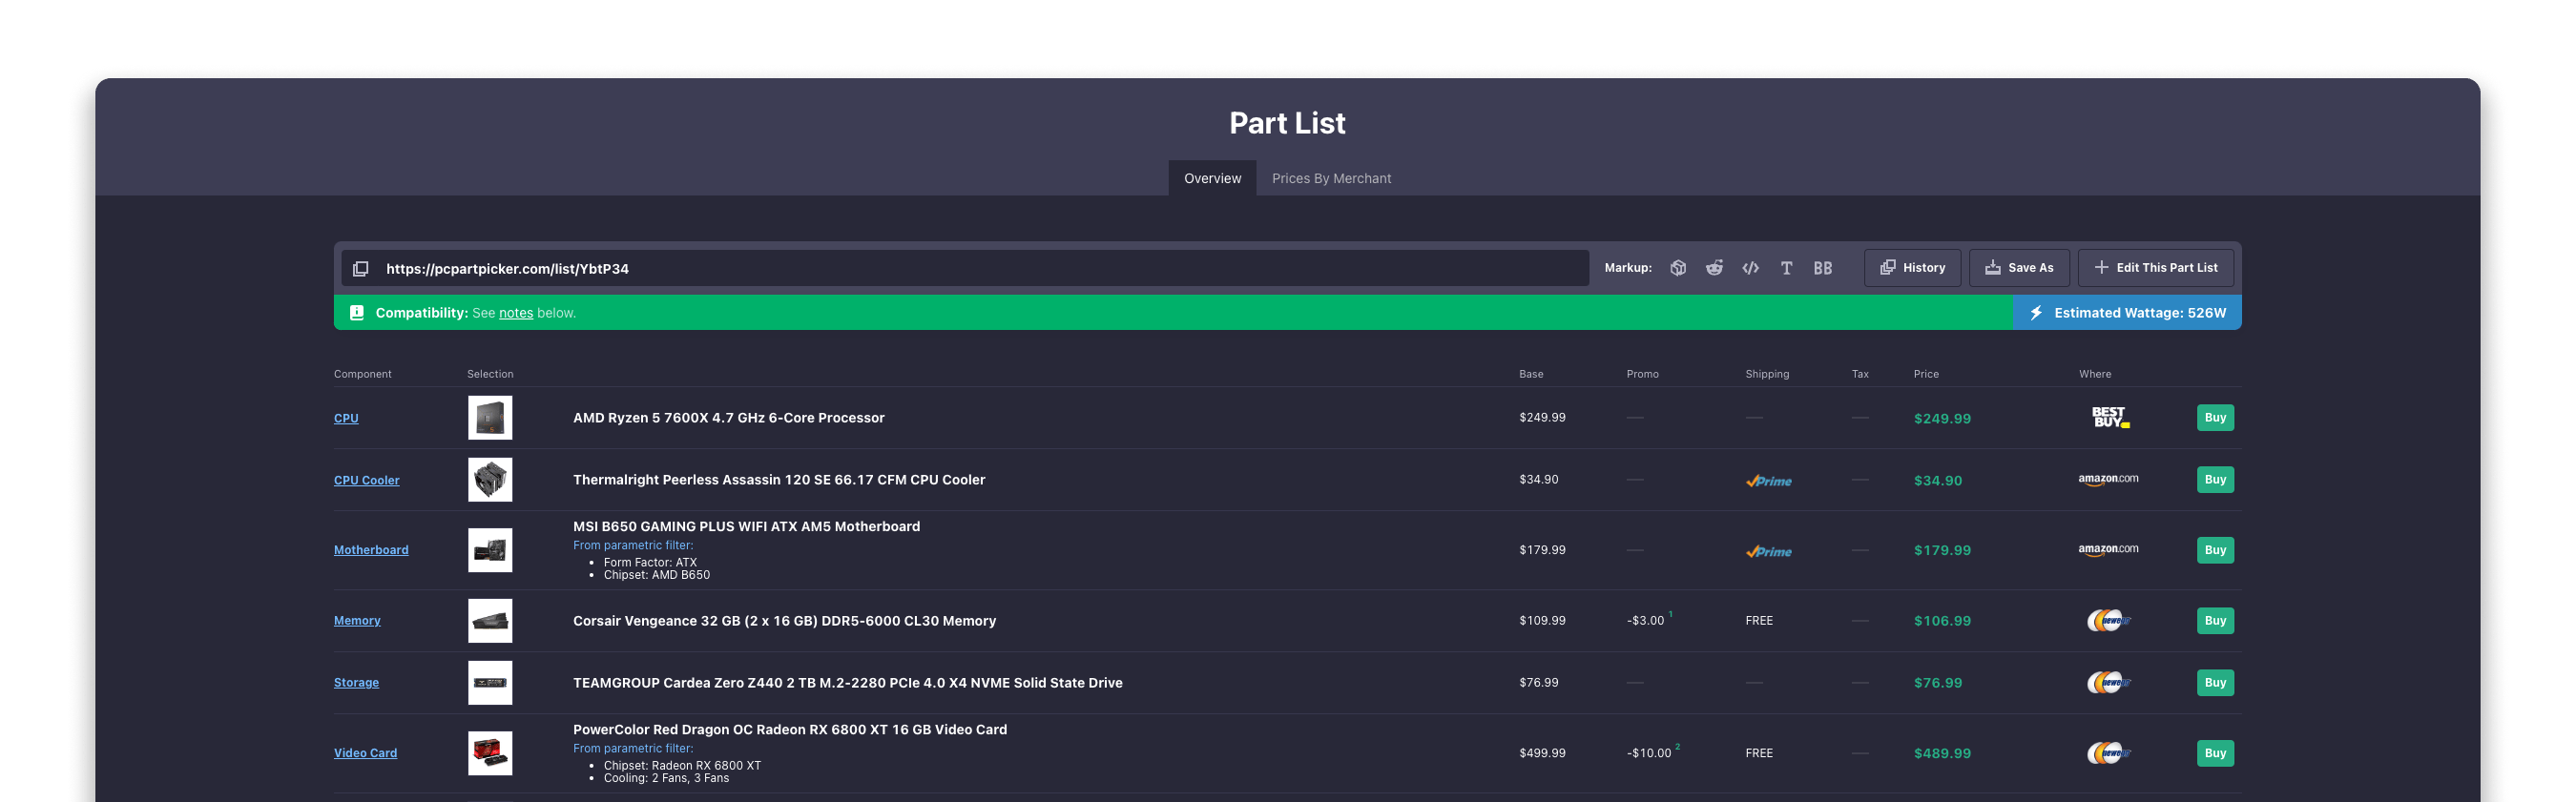 Part List
Overview Prices By Merchant
https://pcpartpicker.com/list/YbtP34 Markup: T BB History Save As Edit This Part List
Compatibility: See notes below. Estimated Wattage: 526W
Component Selection Base Promo Shipping Tax Price Where
CPU AMD Ryzen 5 7600X 4.7 GHz 6-Core Processor $249.99 — — — $249.99 BEST BUY Buy
CPU Cooler Thermalright Peerless Assassin 120 SE 66.17 CFM CPU Cooler $34.90 — Prime — $34.90 amazon.com Buy
MSI B650 GAMING PLUS WIFI ATX AM5 Motherboard
From parametric filter:
Motherboard $179.99 — Prime — $179.99 amazon.com Buy
• Form Factor: ATX
• Chipset: AMD B650
Memory Corsair Vengeance 32 GB (2 x 16 GB) DDR5-6000 CL30 Memory $109.99 -$3.00 1 FREE — $106.99 newegg Buy
Storage TEAMGROUP Cardea Zero Z440 2 TB M.2-2280 PCIe 4.0 X4 NVME Solid State Drive $76.99 — — — $76.99 newegg Buy
PowerColor Red Dragon OC Radeon RX 6800 XT 16 GB Video Card
From parametric filter:
Video Card $499.99 -$10.00 2 FREE — $489.99 newegg Buy
• Chipset: Radeon RX 6800 XT
• Cooling: 2 Fans, 3 Fans